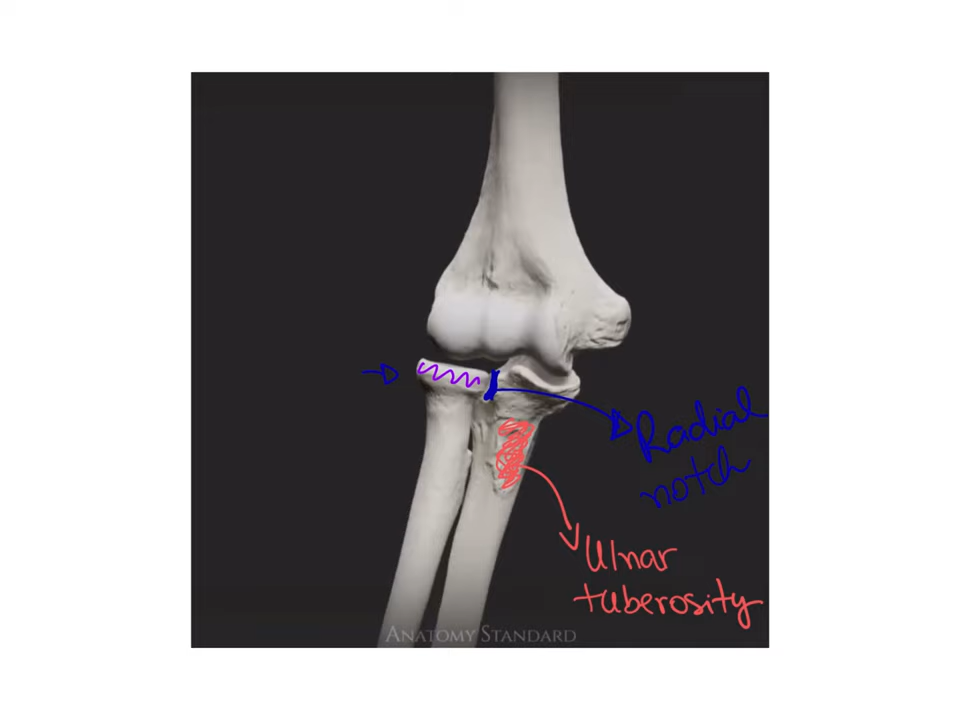 Radial
notch
Ulnar
tuberosity
ANATOMY STANDARD